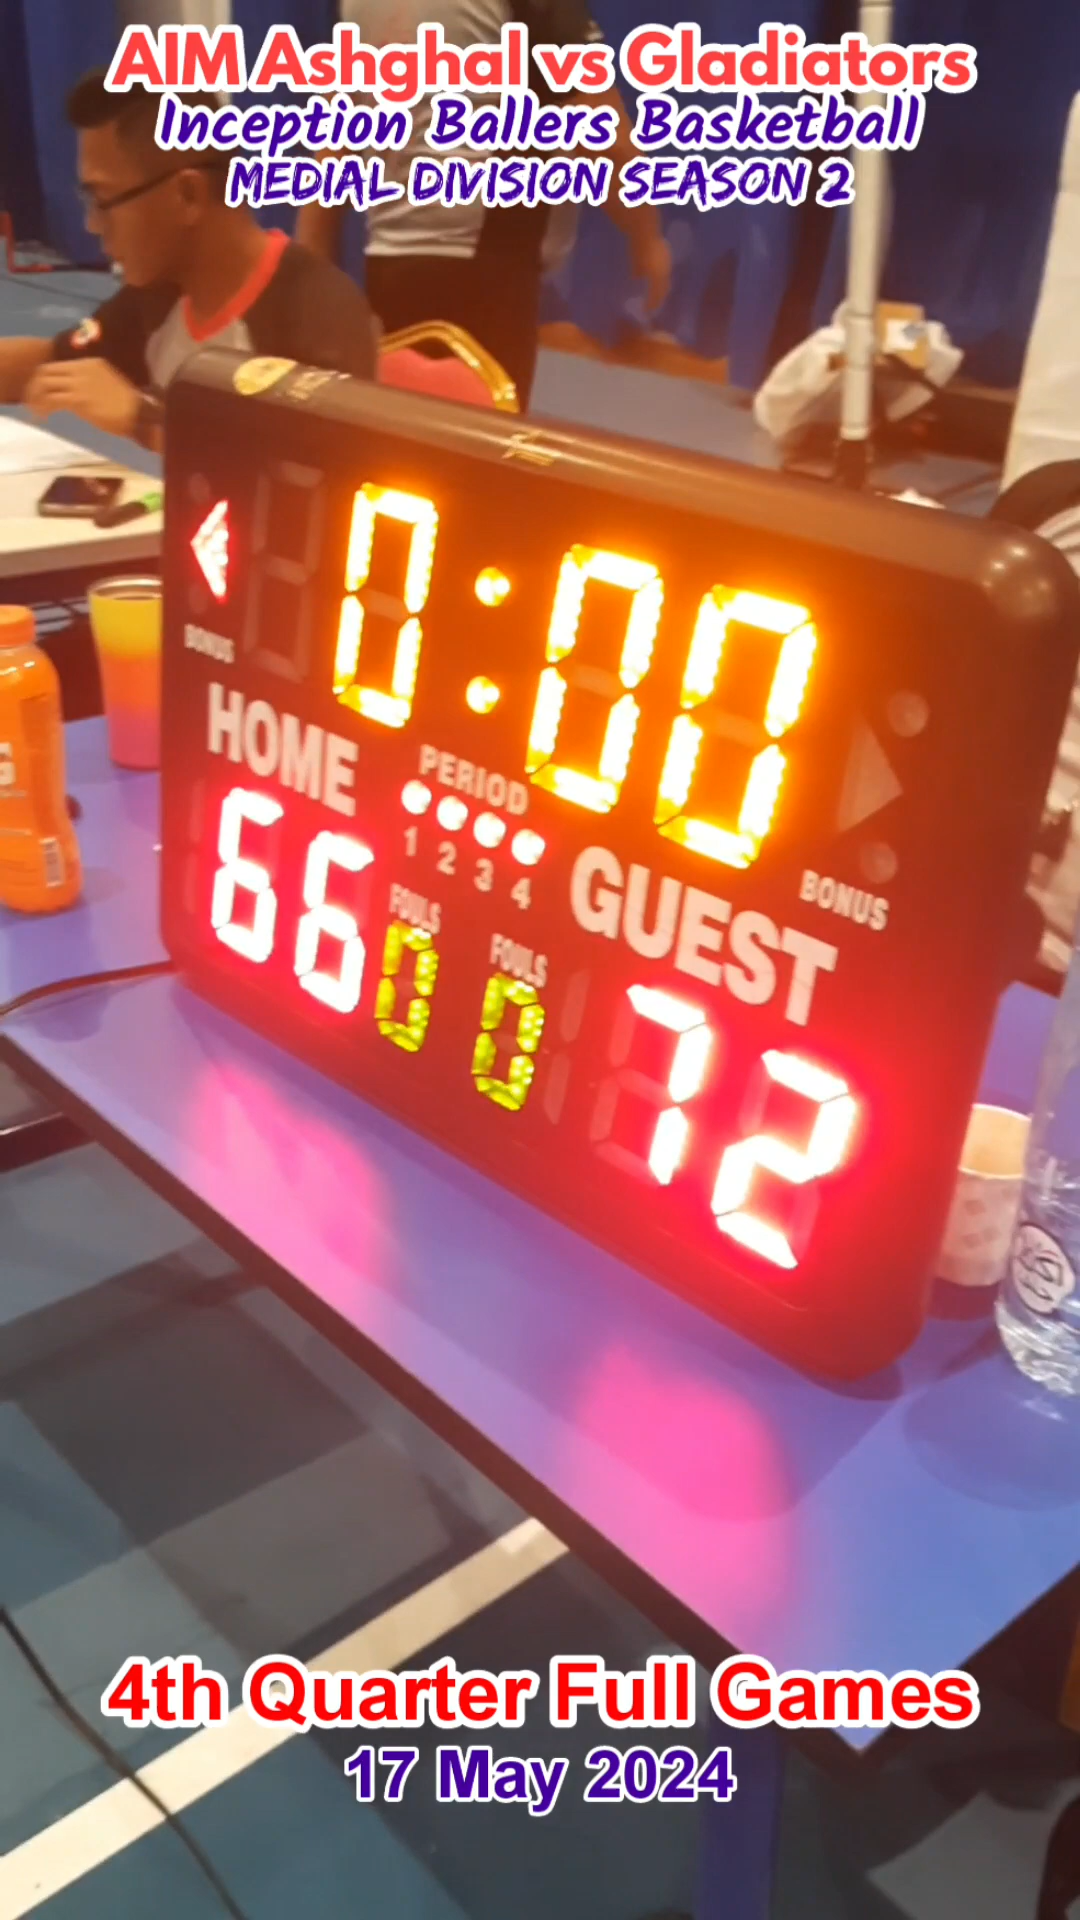 AIM Ashghal vs Gladiators
Inception Ballers Basketball
MEDIAL DIVISION SEASON 2
0:00
BONUS
HOME
PERIOD
1 2 3 4
BONUS
GUEST
66
FOULS
0
FOULS
0
72
4th Quarter Full Games
17 May 2024